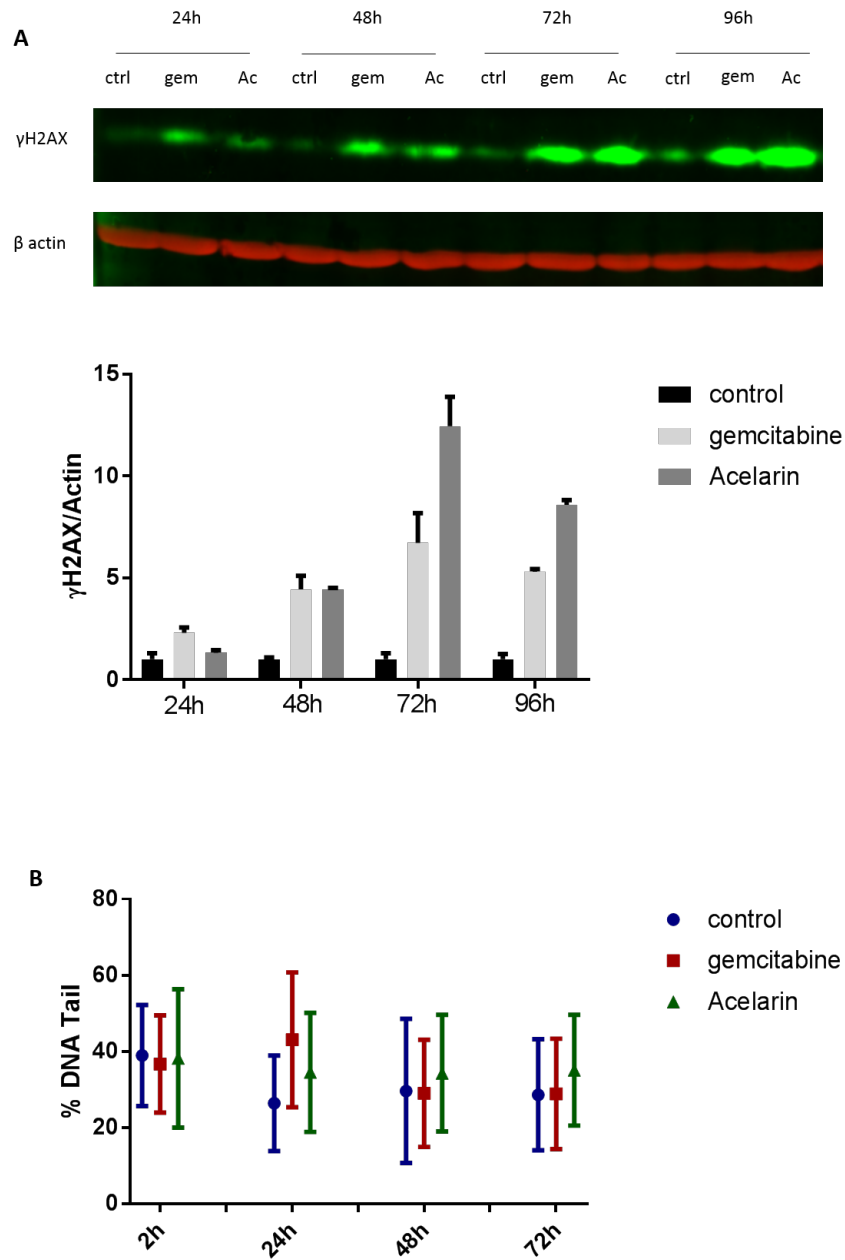 A
24h 48h 72h 96h
ctrl gem Ac ctrl gem Ac ctrl gem Ac ctrl gem Ac
γH2AX
β actin
15
10
5
0
γH2AX/Actin
24h 48h 72h 96h
control
gemcitabine
Acelarin
B
80
60
40
20
0
% DNA Tail
2h 24h 48h 72h
control
gemcitabine
Acelarin